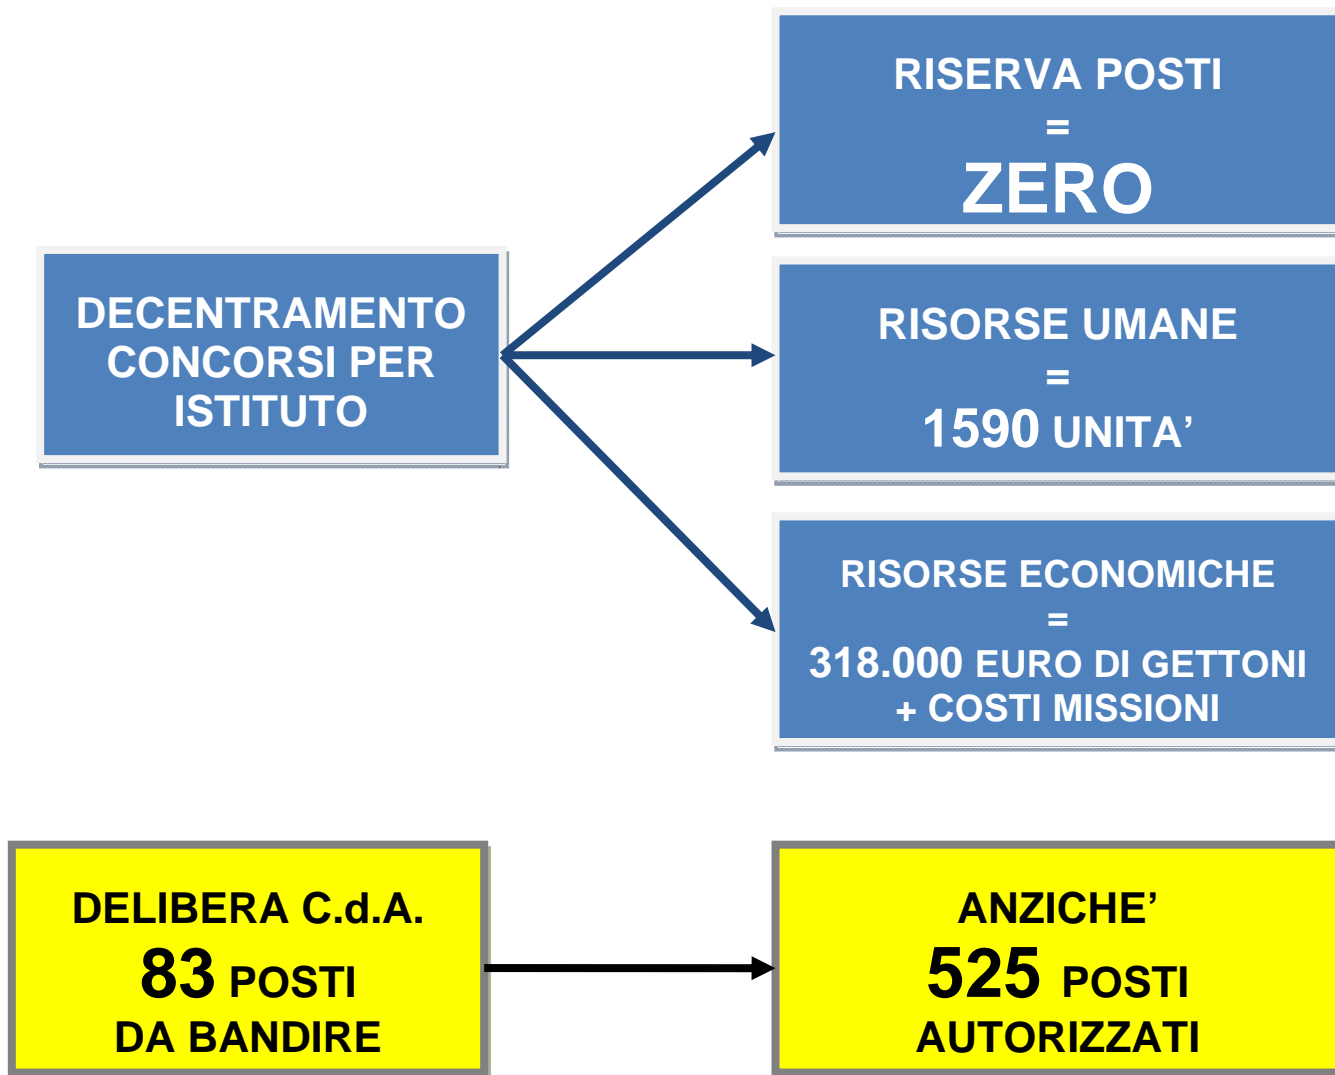 RISERVA POSTI
=
ZERO
DECENTRAMENTO
CONCORSI PER
ISTITUTO
RISORSE UMANE
=
1590 UNITA’
RISORSE ECONOMICHE
=
318.000 EURO DI GETTONI
+ COSTI MISSIONI
DELIBERA C.d.A.
83 POSTI
DA BANDIRE
ANZICHE’
525 POSTI
AUTORIZZATI